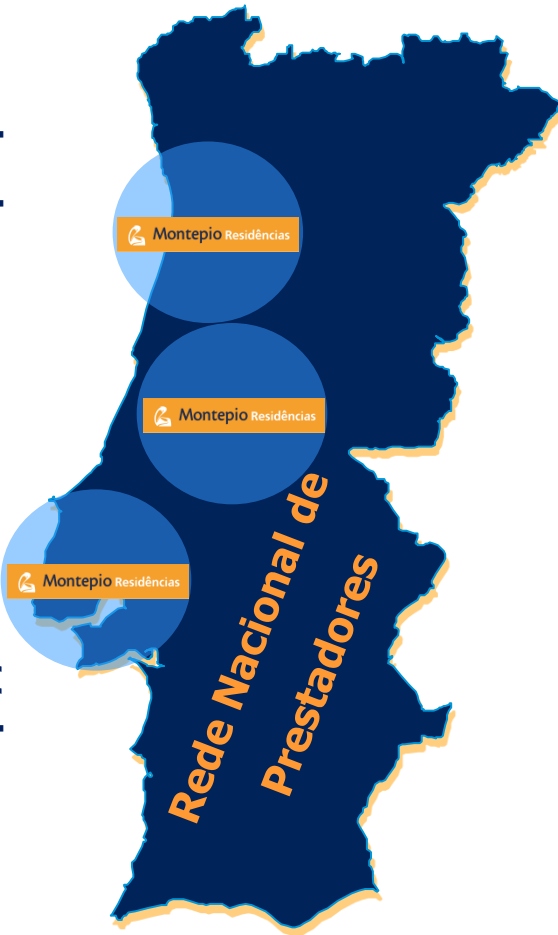 Montepio Residências
Montepio Residências
Montepio Residências
Rede Nacional de
Prestadores